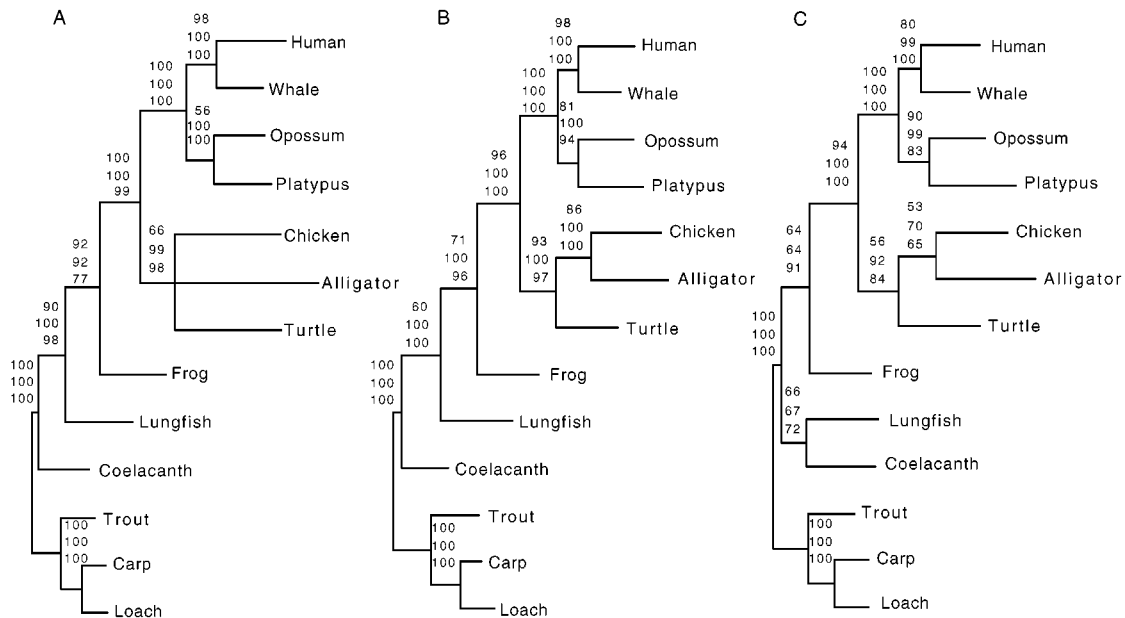 A
98
100
100
Human
100
100
100
Whale
56
100
100
Opossum
Platypus
100
100
99
66
99
98
Chicken
Alligator
Turtle
92
92
77
Frog
90
100
98
Lungfish
100
100
100
Coelacanth
Trout
100
100
100
Carp
Loach
B
98
100
100
Human
100
100
100
Whale
81
100
94
Opossum
Platypus
96
100
100
86
100
100
Chicken
93
100
97
Alligator
Turtle
71
100
96
Frog
60
100
100
Lungfish
100
100
100
Coelacanth
Trout
100
100
100
Carp
Loach
C
80
99
100
Human
100
100
100
Whale
90
99
83
Opossum
Platypus
94
100
100
53
70
65
Chicken
56
92
84
Alligator
Turtle
64
64
91
Frog
100
100
100
66
67
72
Lungfish
Coelacanth
Trout
100
100
100
Carp
Loach